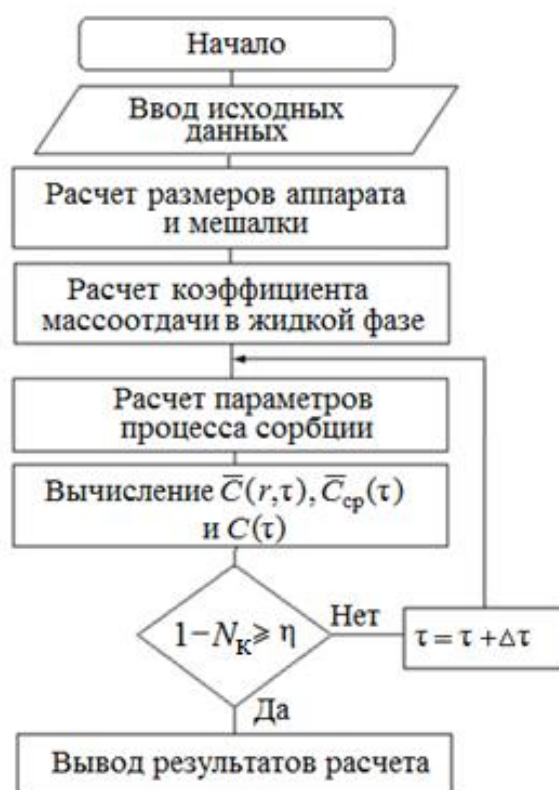 Начало
Ввод исходных
данных
Расчет размеров аппарата
и мешалки
Расчет коэффициента
массоотдачи в жидкой фазе
Расчет параметров
процесса сорбции
Вычисление C̅(r,τ), C̅ср(τ)
и C(τ)
1−Nк⩾ η
Нет
τ = τ + Δτ
Да
Вывод результатов расчета